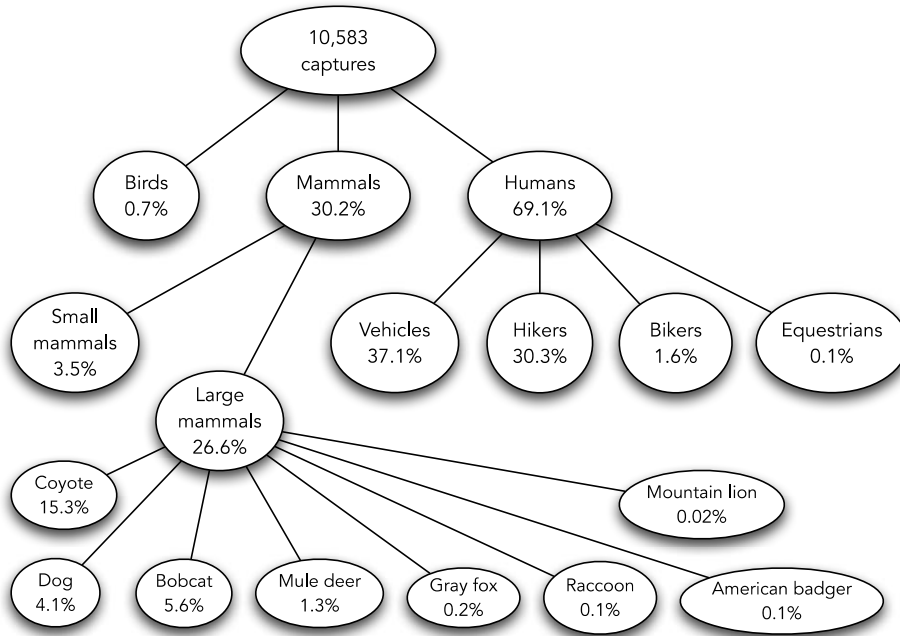 10,583
captures
Birds
0.7%
Mammals
30.2%
Humans
69.1%
Small
mammals
3.5%
Vehicles
37.1%
Hikers
30.3%
Bikers
1.6%
Equestrians
0.1%
Large
mammals
26.6%
Coyote
15.3%
Mountain lion
0.02%
Dog
4.1%
Bobcat
5.6%
Mule deer
1.3%
Gray fox
0.2%
Raccoon
0.1%
American badger
0.1%